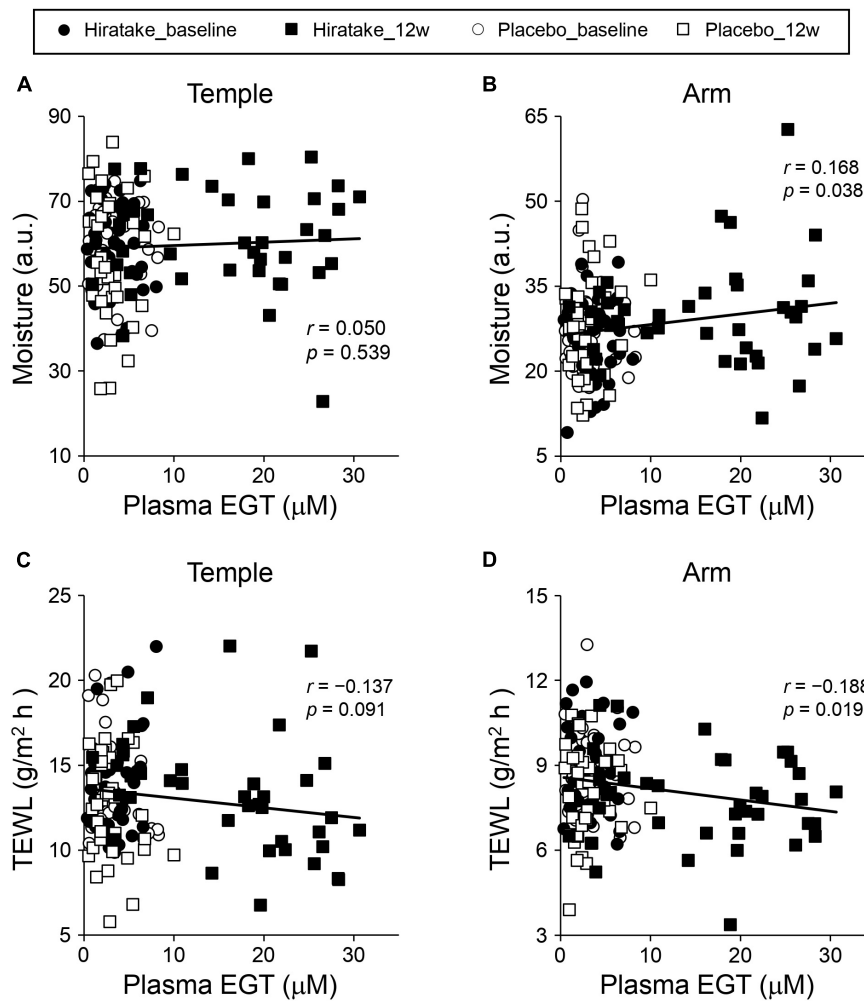 Hiratake_baseline Hiratake_12w Placebo_baseline Placebo_12w
A
Temple
90
70
50
30
10
Moisture (a.u.)
r = 0.050
p = 0.539
0 10 20 30
Plasma EGT (μM)
B
Arm
65
50
35
20
5
Moisture (a.u.)
r = 0.168
p = 0.038
0 10 20 30
Plasma EGT (μM)
C
Temple
25
20
15
10
5
TEWL (g/m² h)
r = −0.137
p = 0.091
0 10 20 30
Plasma EGT (μM)
D
Arm
15
12
9
6
3
TEWL (g/m² h)
r = −0.188
p = 0.019
0 10 20 30
Plasma EGT (μM)